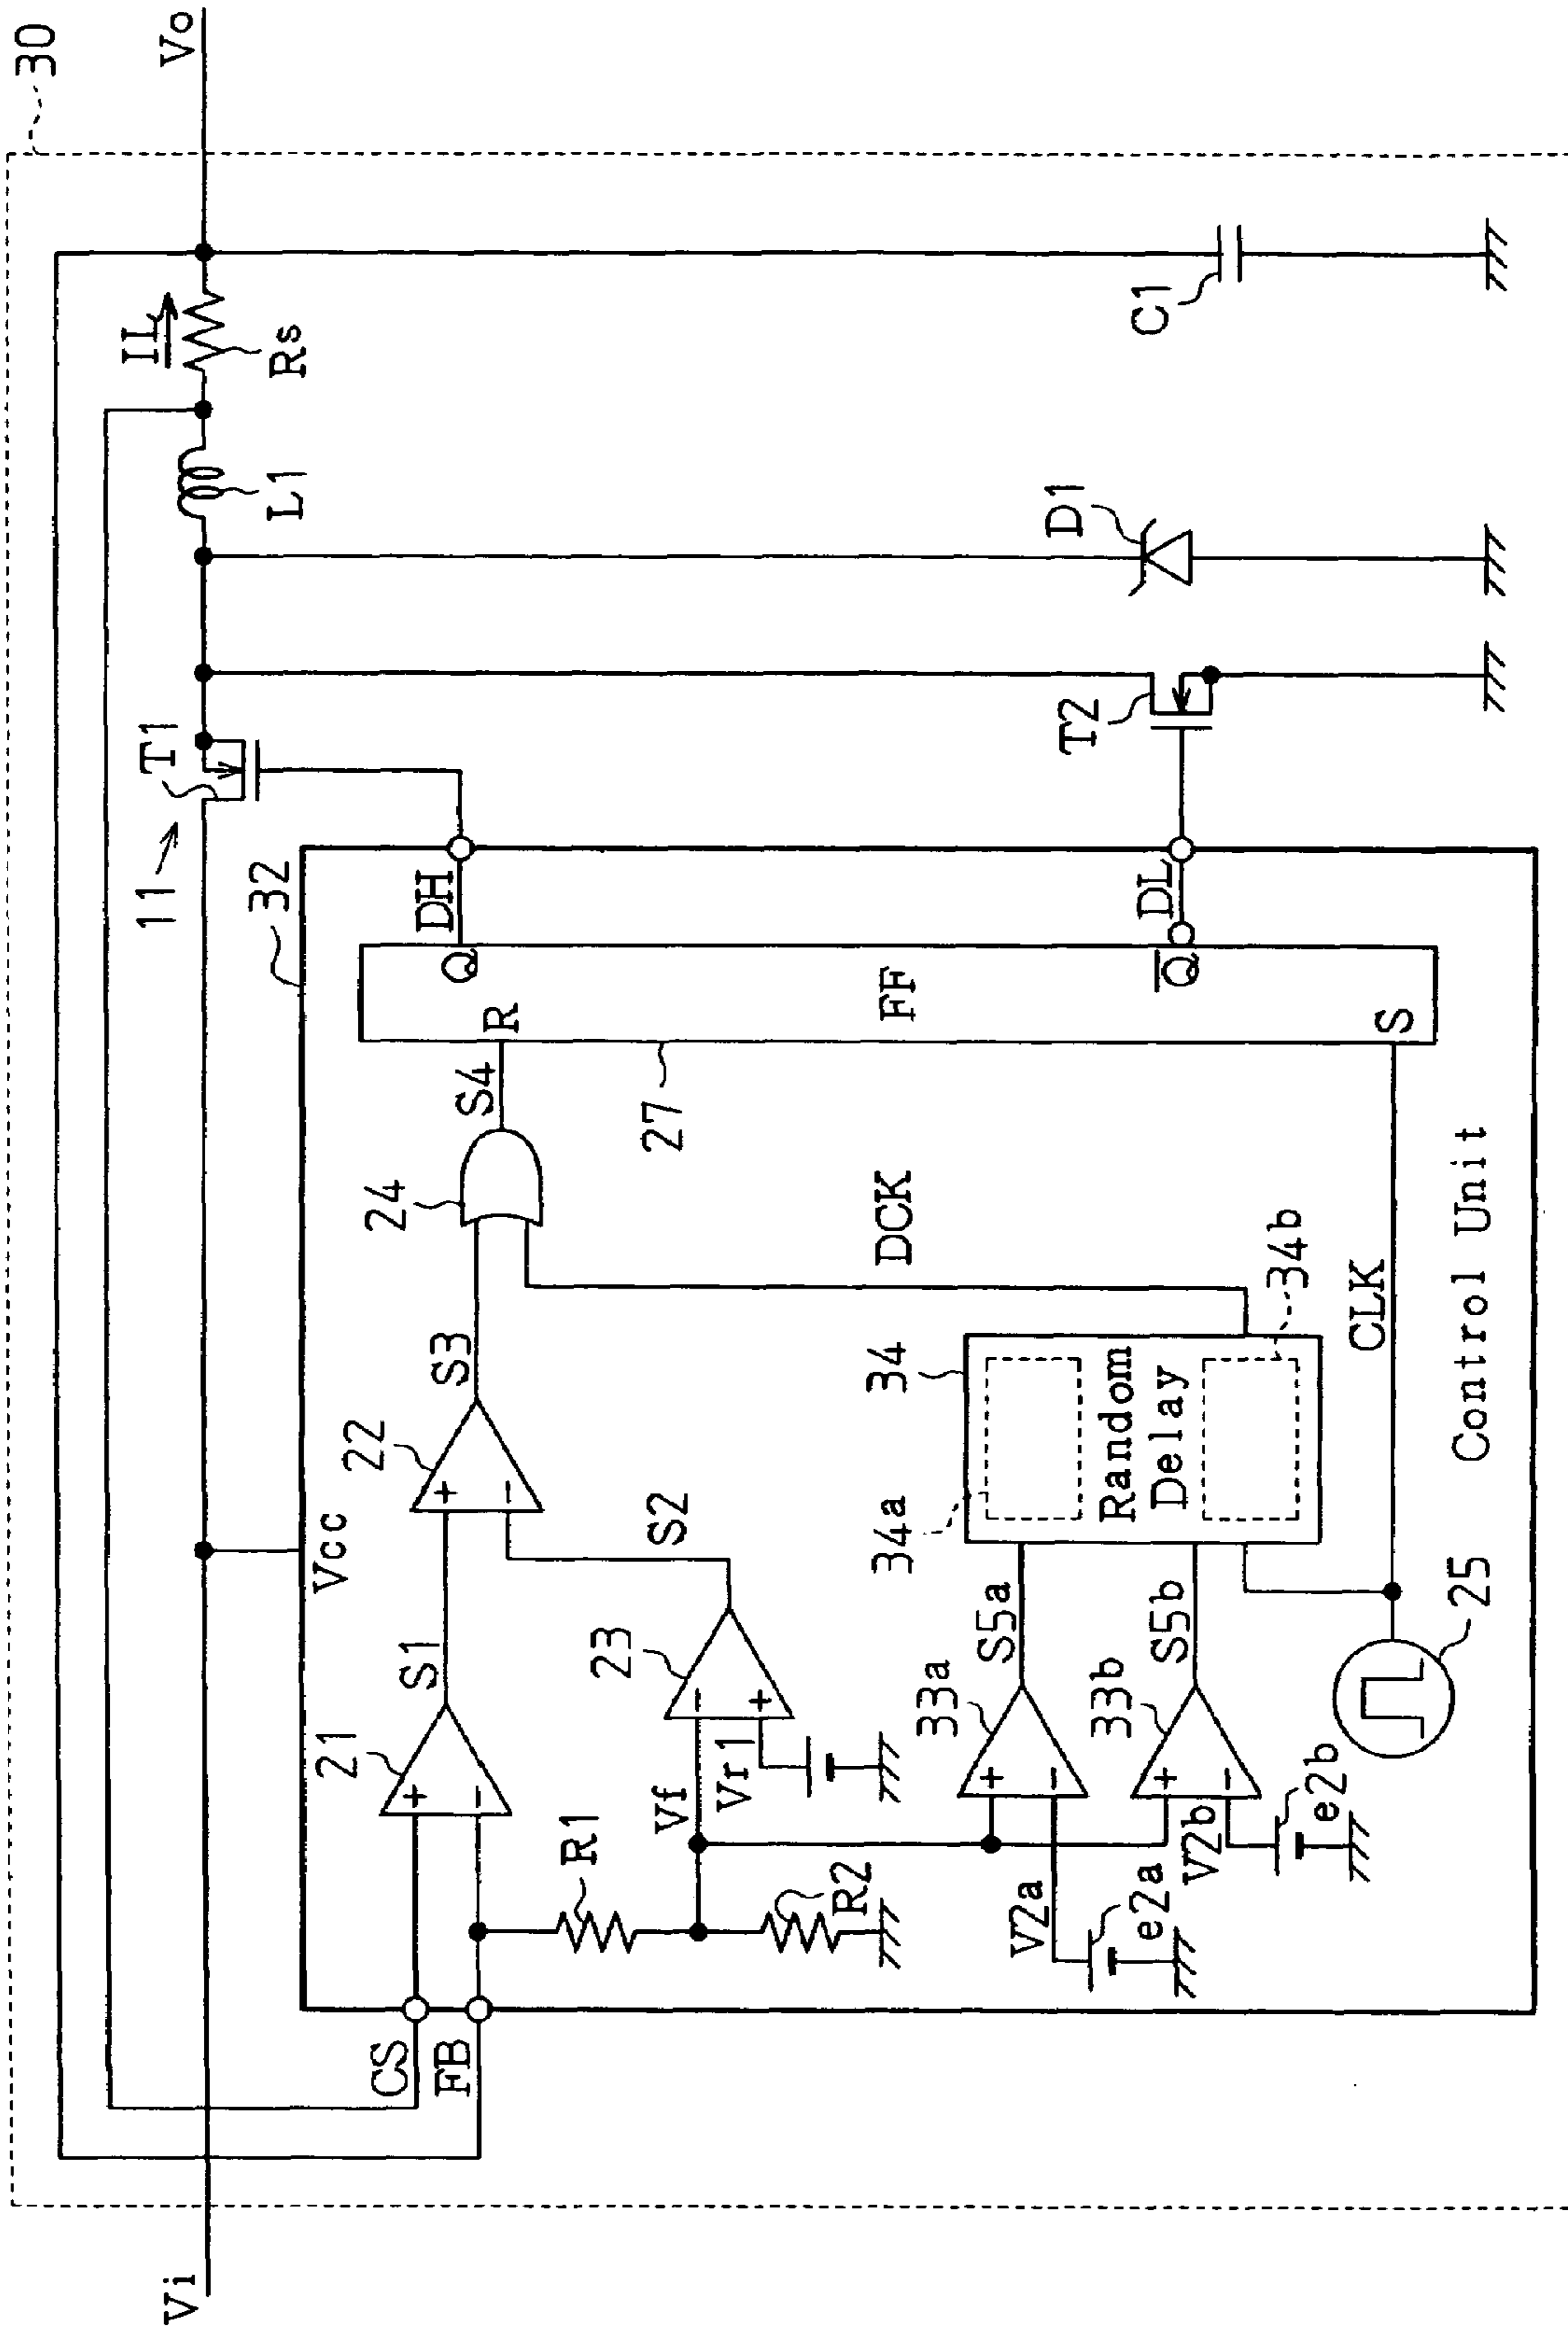 30
Vi
Vo
11
T1
L1
IL
Rs
32
Vcc
CS
FB
21
S1
22
S3
24
S4
R
Q
DH
R1
Vf
Vr1
23
S2
27
FF
R2
V2a
e2a
33a
S5a
34a
34
Random
Delay
34b
DCK
V2b
e2b
33b
S5b
25
CLK
S
Q
DL
T2
D1
C1
Control Unit